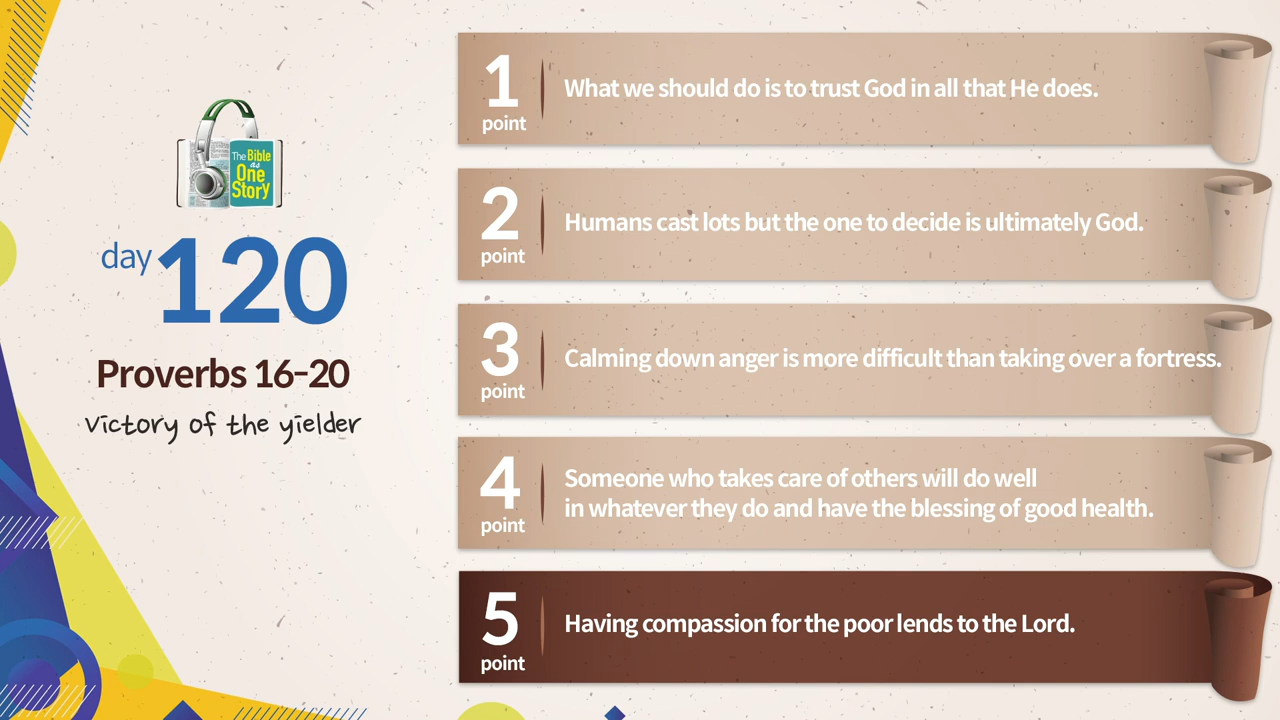 The Bible
as
One
Story
day 120
Proverbs 16-20
victory of the yielder
1
point
What we should do is to trust God in all that He does.
2
point
Humans cast lots but the one to decide is ultimately God.
3
point
Calming down anger is more difficult than taking over a fortress.
4
point
Someone who takes care of others will do well
in whatever they do and have the blessing of good health.
5
point
Having compassion for the poor lends to the Lord.